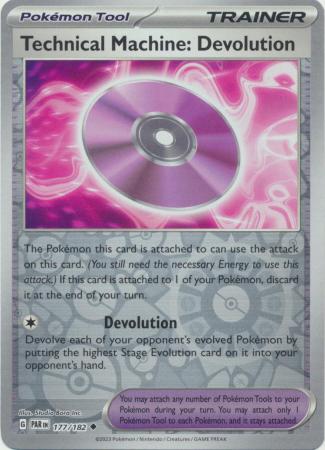 Pokémon Tool TRAINER
Technical Machine: Devolution
The Pokémon this card is attached to can use the attack
on this card. (You still need the necessary Energy to use this
attack.) If this card is attached to 1 of your Pokémon, discard
it at the end of your turn.
Devolution
Devolve each of your opponent's evolved Pokémon by
putting the highest Stage Evolution card on it into your
opponent's hand.
Illus. Studio Bora Inc.
G PAR EN 177/182
You may attach any number of Pokémon Tools to your
Pokémon during your turn. You may attach only 1
Pokémon Tool to each Pokémon, and it stays attached.
©2023 Pokémon / Nintendo / Creatures / GAME FREAK